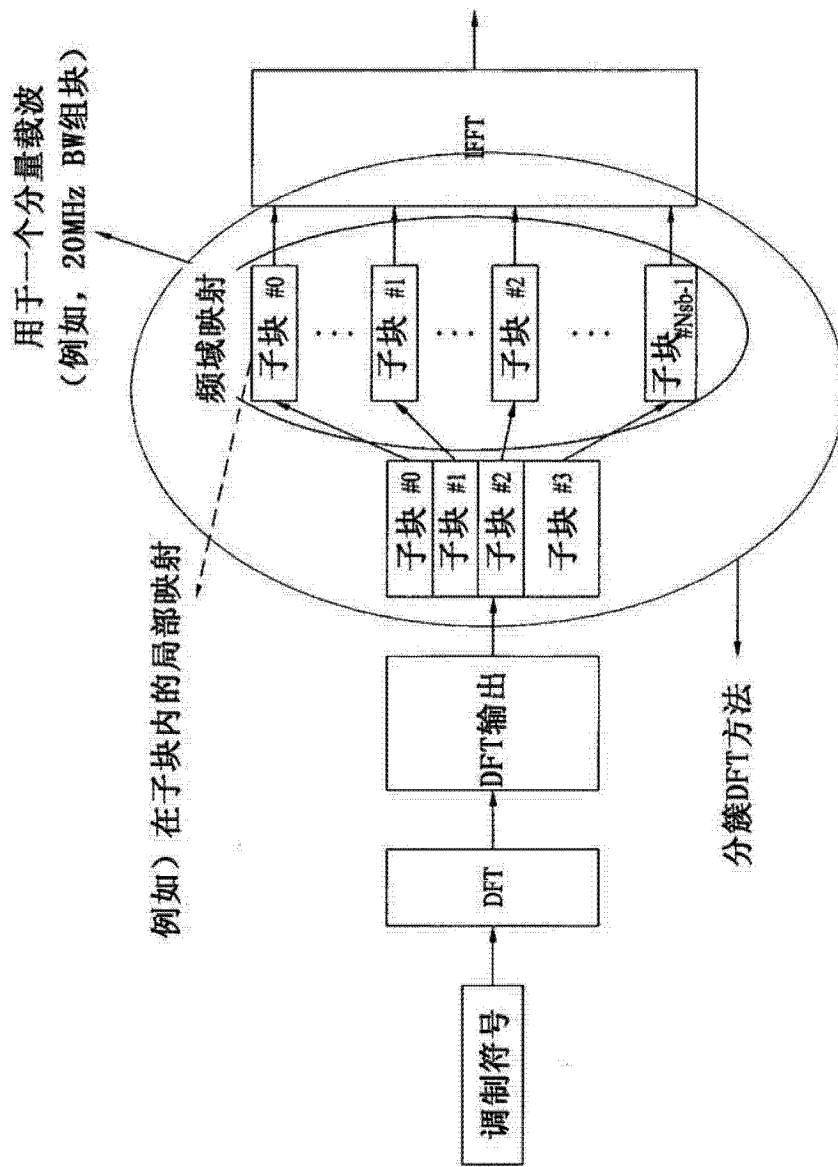 用于一个分量载波
(例如, 20MHz BW组块)
例如) 在子块内的局部映射
频域映射
调制符号
DFT
DFT输出
子块 #0
子块 #1
子块 #2
子块 #3
子块 #0
子块 #1
子块 #2
子块 #Nsb-1
IFFT
分簇DFT方法